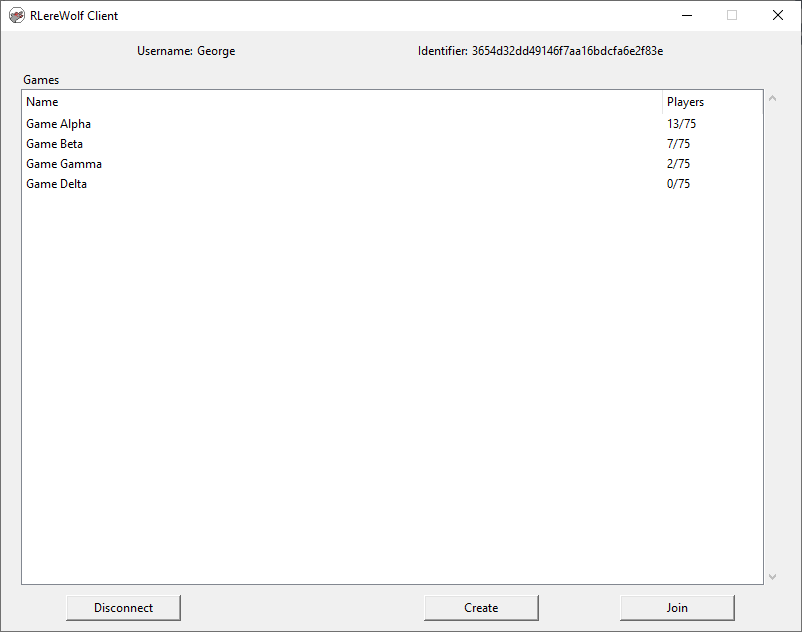 RLereWolf Client
Username: George Identifier: 3654d32dd49146f7aa16bdcfa6e2f83e
Games
Name Players
Game Alpha 13/75
Game Beta 7/75
Game Gamma 2/75
Game Delta 0/75
Disconnect Create Join